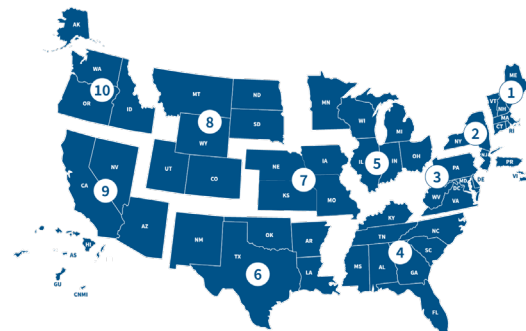 AK
WA
10
OR
ID
MT
ND
8
SD
WY
MN
WI
MI
ME
1
VT
NH
MA
CT
RI
2
NY
NJ
PR
VI
3
PA
MD
DE
DC
WV
VA
NV
9
CA
UT
CO
AZ
NE
IA
7
KS
MO
IL
5
IN
OH
KY
NM
TX
OK
6
AR
LA
TN
NC
4
SC
MS
AL
GA
FL
HI
AS
GU
CNMI